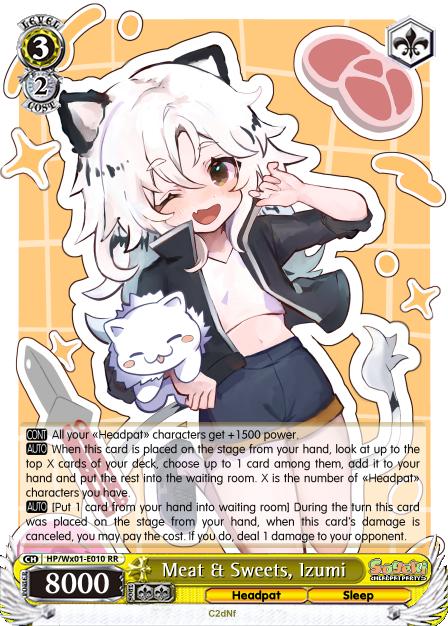 LEVEL
3
2
COST
CONT All your «Headpat» characters get +1500 power.
AUTO When this card is placed on the stage from your hand, look at up to the
top X cards of your deck, choose up to 1 card among them, add it to your
hand and put the rest into the waiting room. X is the number of «Headpat»
characters you have.
AUTO [Put 1 card from your hand into waiting room] During the turn this card
was placed on the stage from your hand, when this card's damage is
canceled, you may pay the cost. If you do, deal 1 damage to your opponent.
CH HP/Wx01-E010 RR
POWER 8000 SOUL Meat & Sweets, Izumi
Headpat Sleep
C2dNf